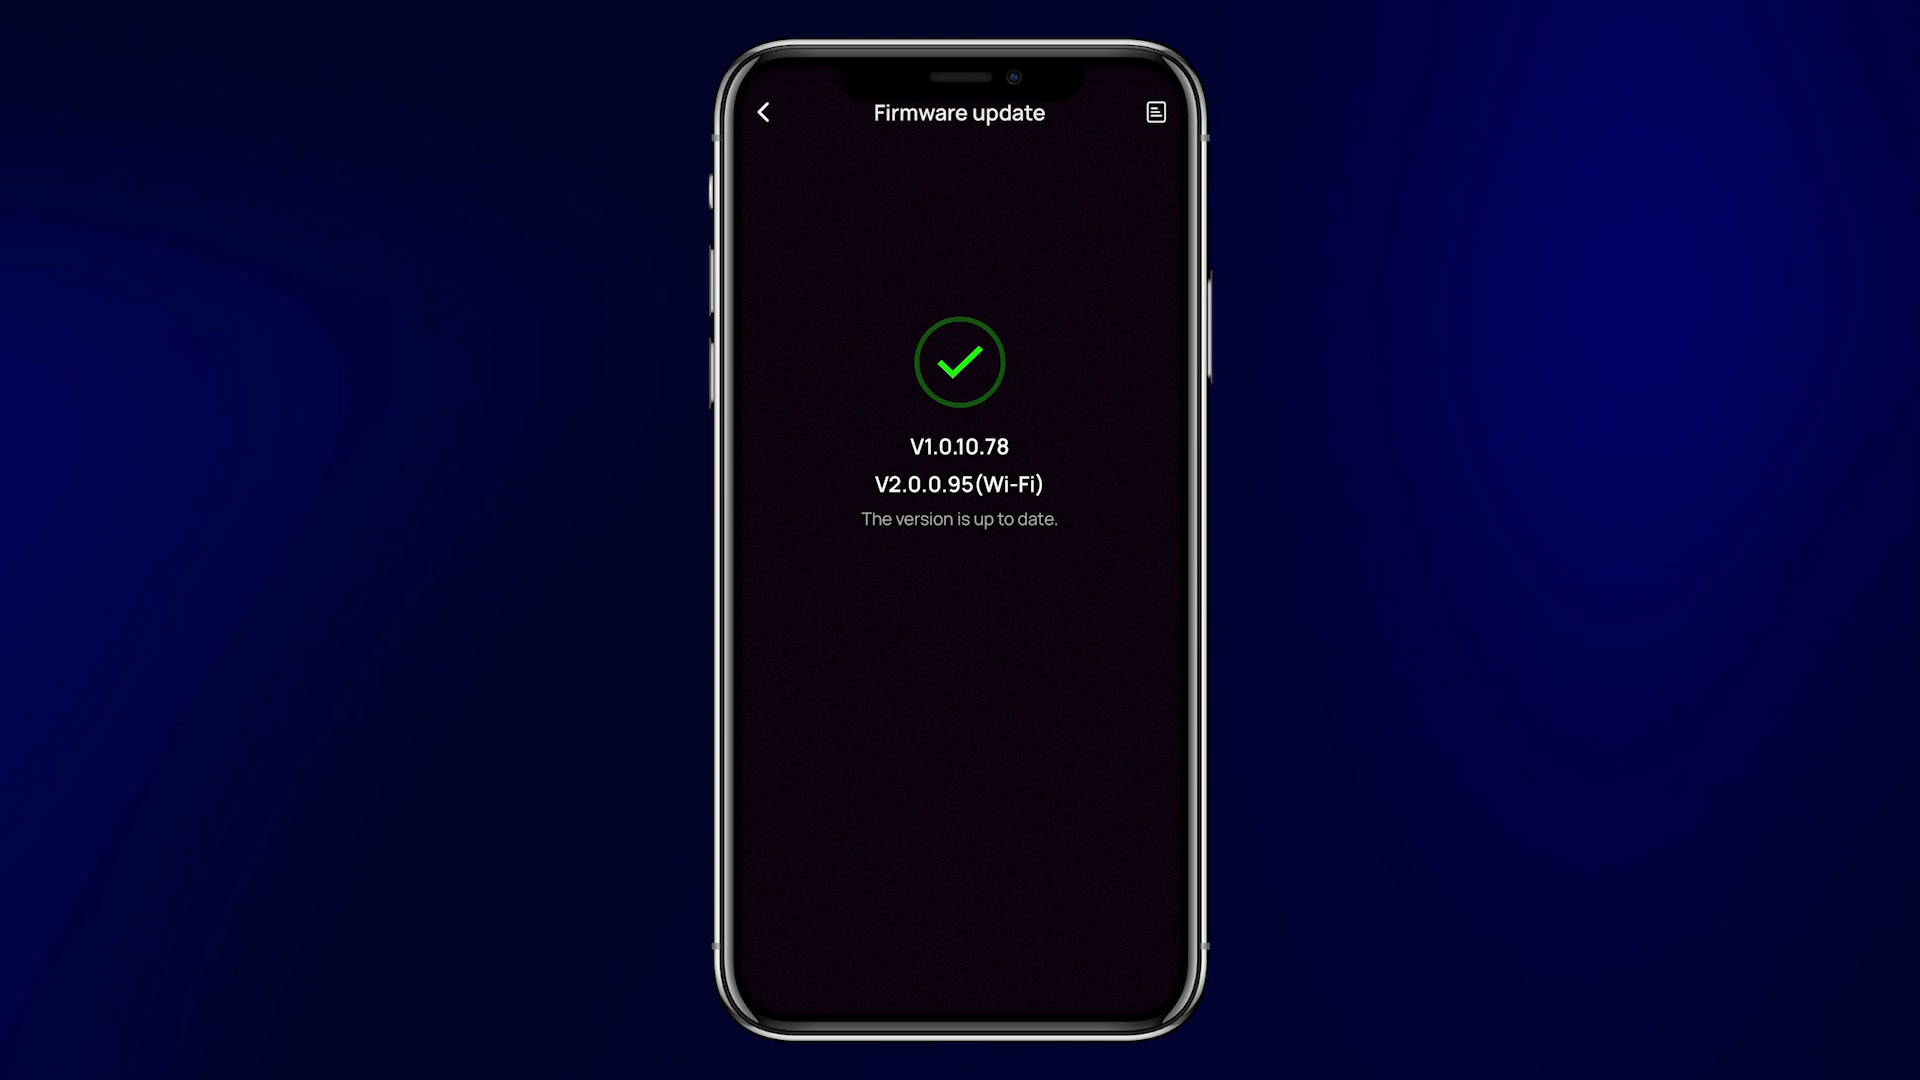 Firmware update
V1.0.10.78
V2.0.0.95(Wi-Fi)
The version is up to date.